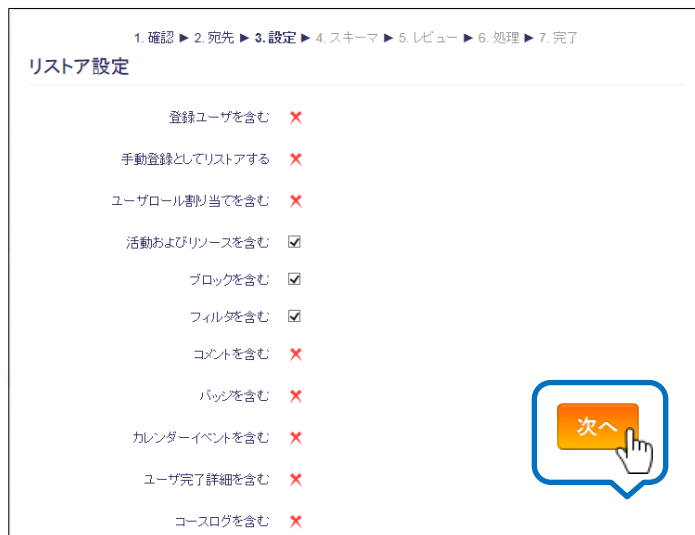 1. 確認 ► 2. 宛先 ► 3. 設定 ► 4. スキーマ ► 5. レビュー ► 6. 処理 ► 7. 完了
リストア設定
登録ユーザを含む
手動登録としてリストアする
ユーザロール割り当てを含む
活動およびリソースを含む
ブロックを含む
フィルタを含む
コメントを含む
バッジを含む
カレンダーイベントを含む
ユーザ完了詳細を含む
コースログを含む
次へ